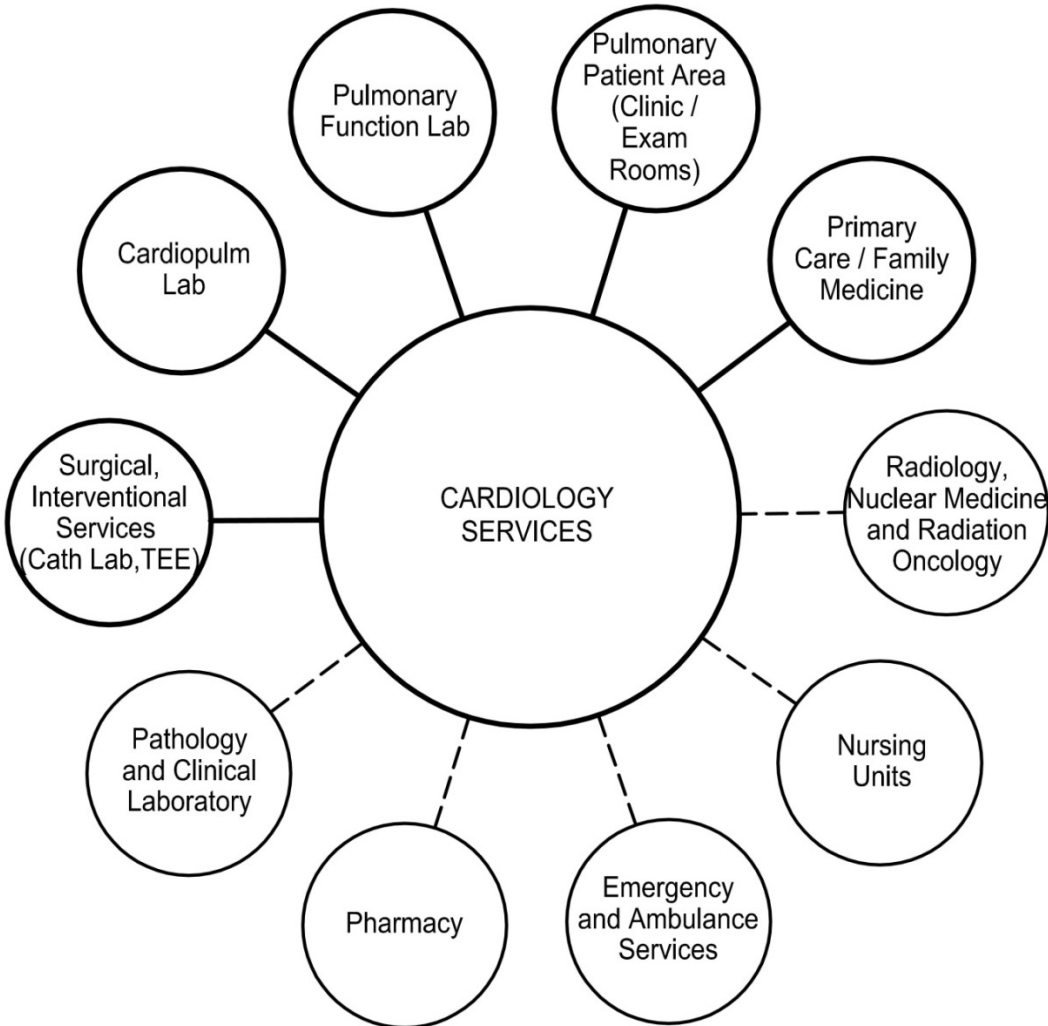 Pulmonary
Function Lab
Pulmonary
Patient Area
(Clinic /
Exam
Rooms)
Cardiopulm
Lab
Primary
Care / Family
Medicine
Surgical,
Interventional
Services
(Cath Lab,TEE)
CARDIOLOGY
SERVICES
Radiology,
Nuclear Medicine
and Radiation
Oncology
Pathology
and Clinical
Laboratory
Nursing
Units
Pharmacy
Emergency
and Ambulance
Services